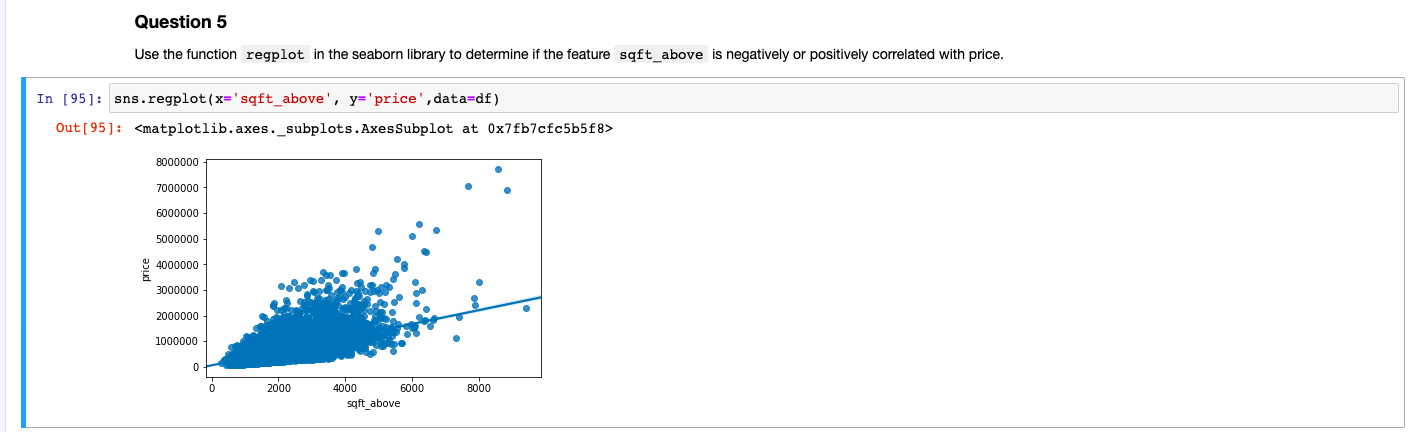 Question 5
Use the function regplot in the seaborn library to determine if the feature sqft_above is negatively or positively correlated with price.
In [95]: sns.regplot(x='sqft_above', y='price',data=df)
Out[95]: <matplotlib.axes._subplots.AxesSubplot at 0x7fb7cfc5b5f8>
8000000
7000000
6000000
5000000
4000000
3000000
2000000
1000000
0
price
0 2000 4000 6000 8000
sqft_above